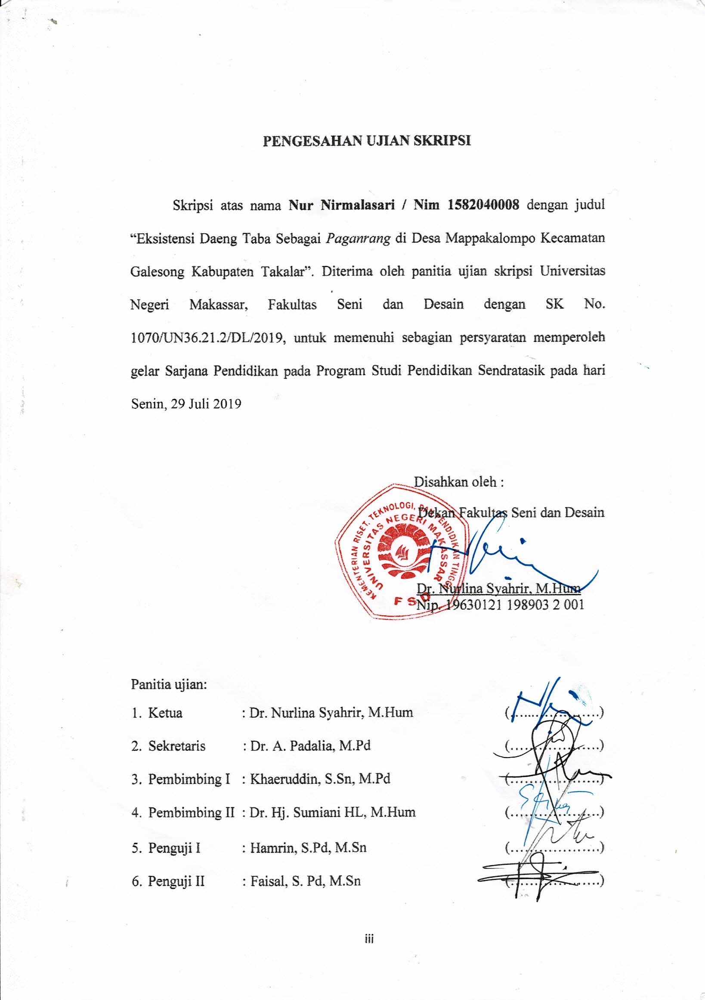 PENGESAHAN UJIAN SKRIPSI
Skripsi atas nama Nur Nirmalasari / Nim 1582040008 dengan judul
“Eksistensi Daeng Taba Sebagai Paganrang di Desa Mappakalompo Kecamatan
Galesong Kabupaten Takalar”. Diterima oleh panitia ujian skripsi Universitas
Negeri Makassar, Fakultas Seni dan Desain dengan SK No.
1070/UN36.21.2/DL/2019, untuk memenuhi sebagian persyaratan memperoleh
gelar Sarjana Pendidikan pada Program Studi Pendidikan Sendratasik pada hari
Senin, 29 Juli 2019
Disahkan oleh :
Dekan Fakultas Seni dan Desain
KEMENTERIAN RISET, TEKNOLOGI, DAN PENDIDIKAN TINGGI
UNIVERSITAS NEGERI MAKASSAR
F S D
Dr. Nurlina Syahrir, M.Hum
Nip. 19630121 198903 2 001
Panitia ujian:
1. Ketua : Dr. Nurlina Syahrir, M.Hum (....................)
2. Sekretaris : Dr. A. Padalia, M.Pd (....................)
3. Pembimbing I : Khaeruddin, S.Sn, M.Pd (....................)
4. Pembimbing II : Dr. Hj. Sumiani HL, M.Hum (....................)
5. Penguji I : Hamrin, S.Pd, M.Sn (....................)
6. Penguji II : Faisal, S. Pd, M.Sn (....................)
iii